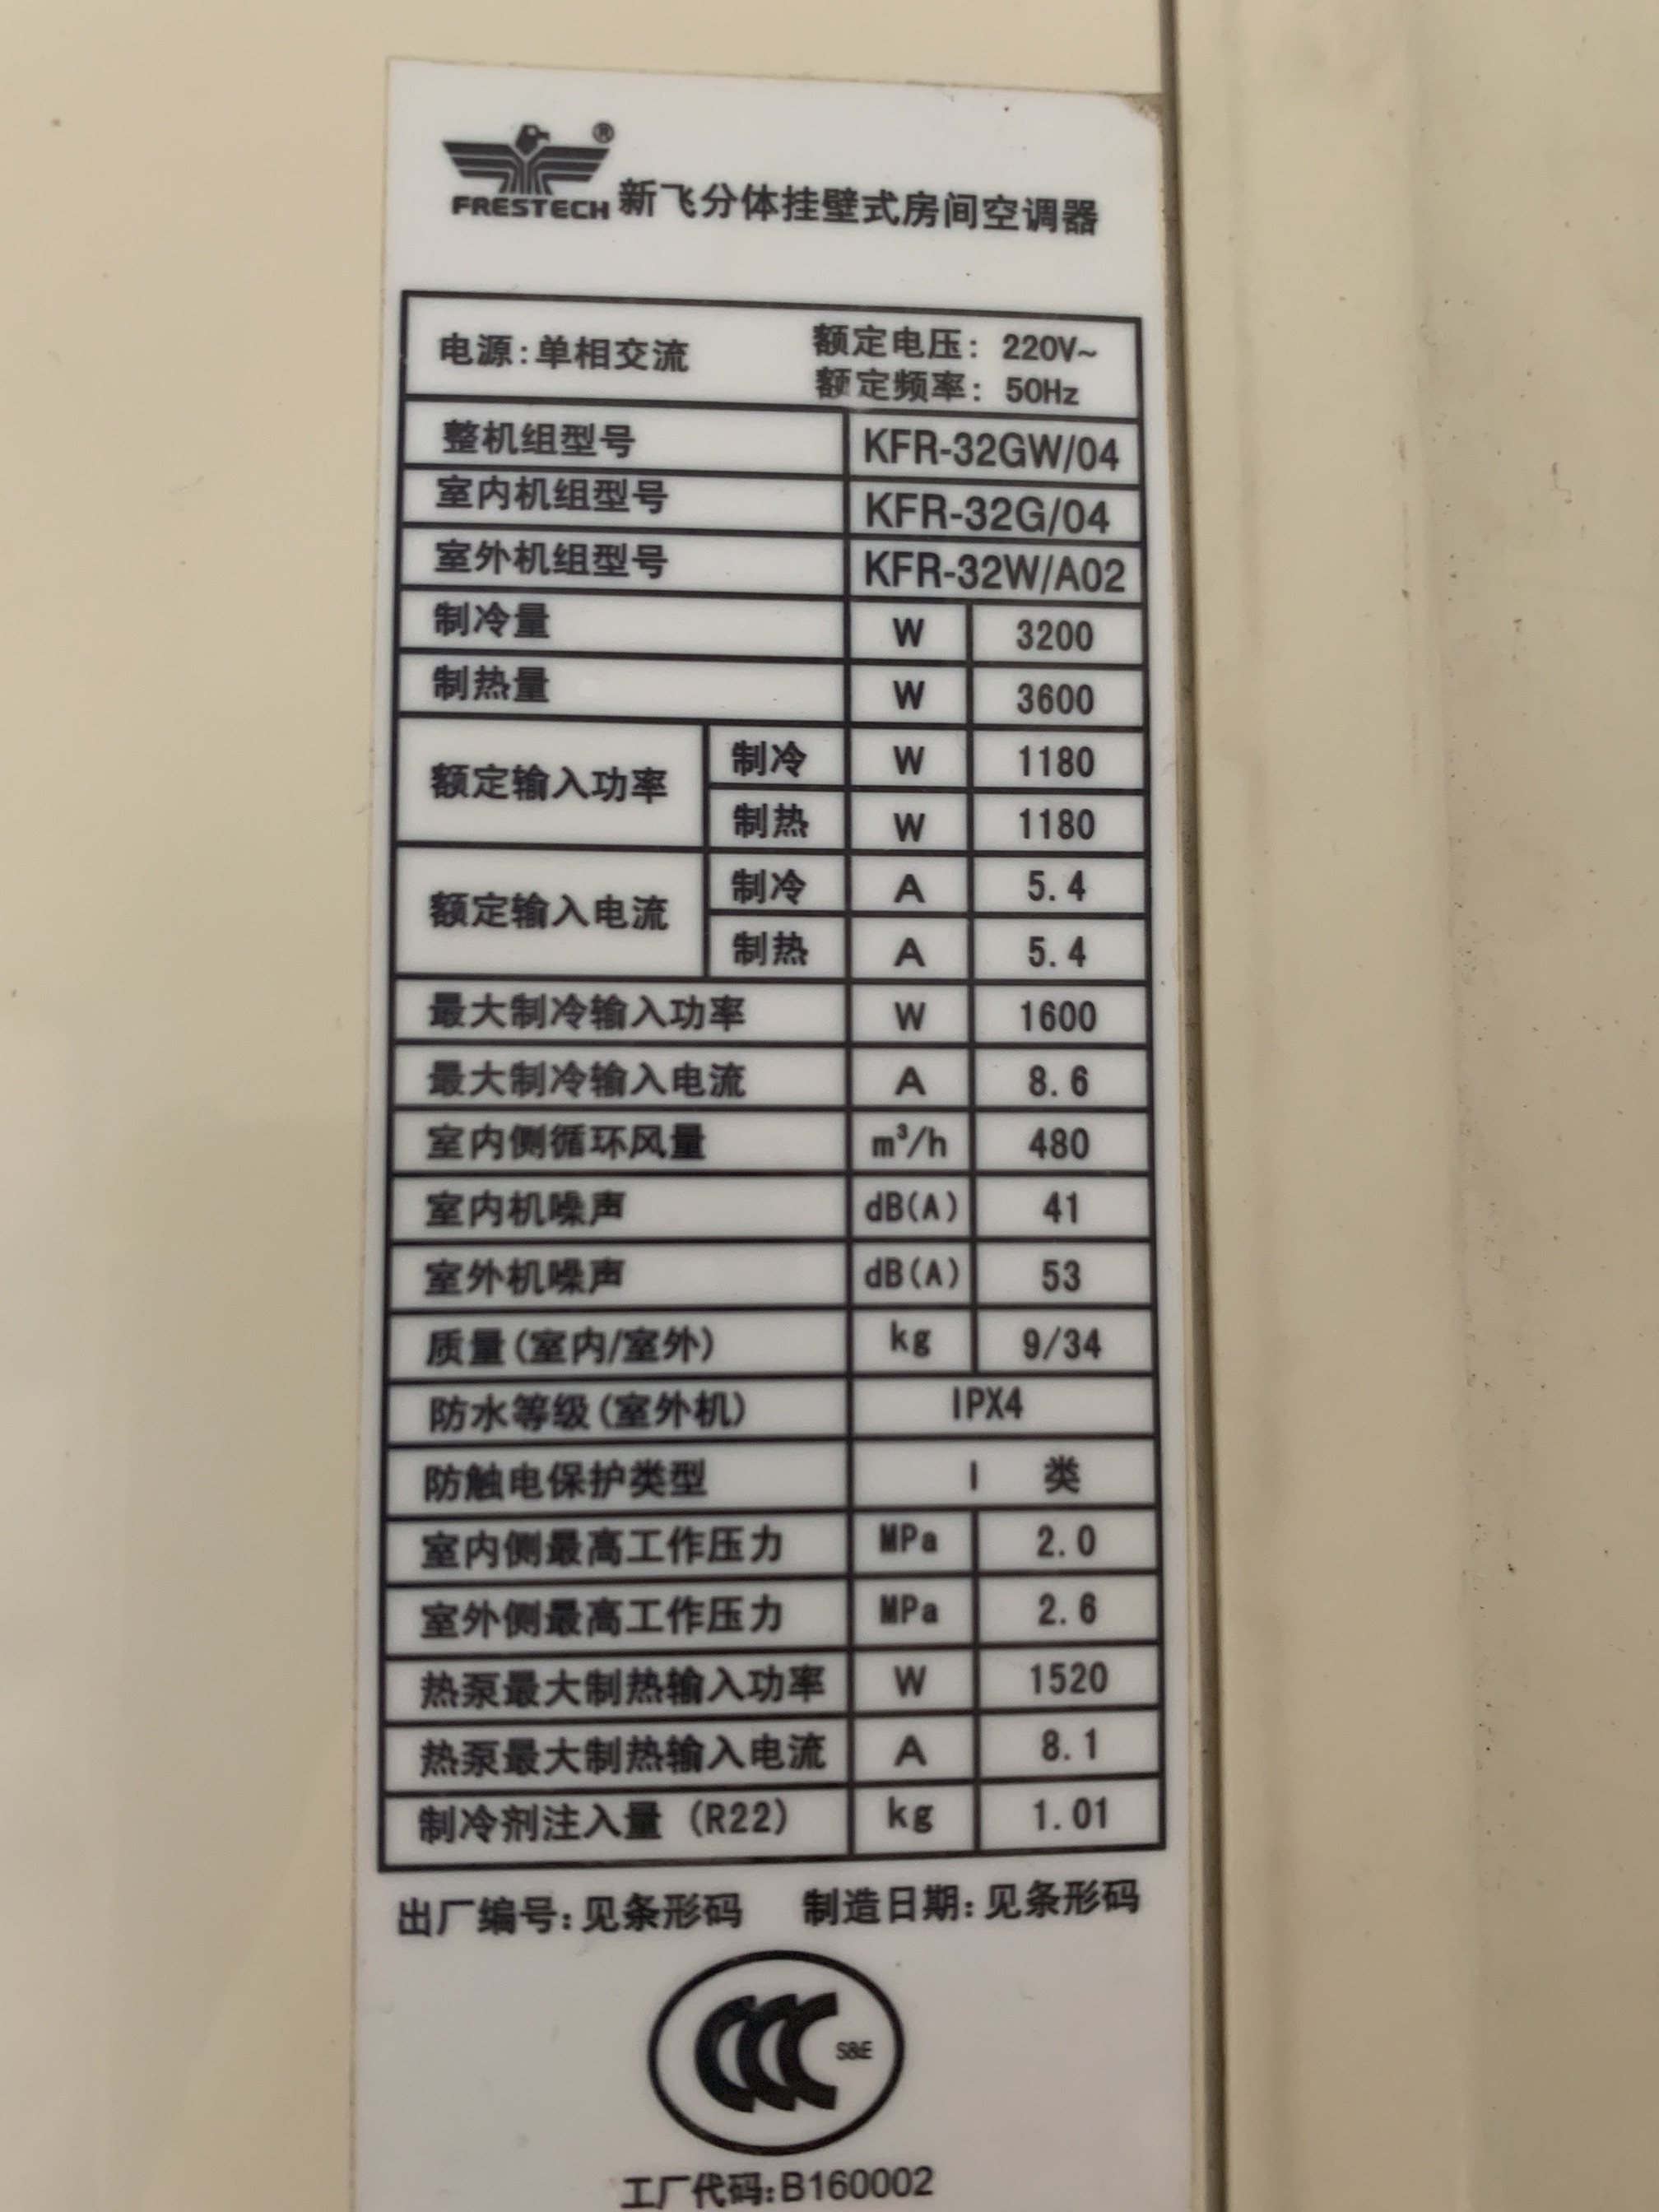 FRESTECH® 新飞分体挂壁式房间空调器
电源:单相交流 额定电压: 220V~
额定频率: 50Hz
整机组型号 KFR-32GW/04
室内机组型号 KFR-32G/04
室外机组型号 KFR-32W/A02
制冷量 W 3200
制热量 W 3600
额定输入功率 制冷 W 1180
制热 W 1180
额定输入电流 制冷 A 5.4
制热 A 5.4
最大制冷输入功率 W 1600
最大制冷输入电流 A 8.6
室内侧循环风量 m³/h 480
室内机噪声 dB(A) 41
室外机噪声 dB(A) 53
质量(室内/室外) kg 9/34
防水等级(室外机) IPX4
防触电保护类型 I 类
室内侧最高工作压力 MPa 2.0
室外侧最高工作压力 MPa 2.6
热泵最大制热输入功率 W 1520
热泵最大制热输入电流 A 8.1
制冷剂注入量 (R22) kg 1.01
出厂编号:见条形码 制造日期:见条形码
CCC S&E
工厂代码:B160002